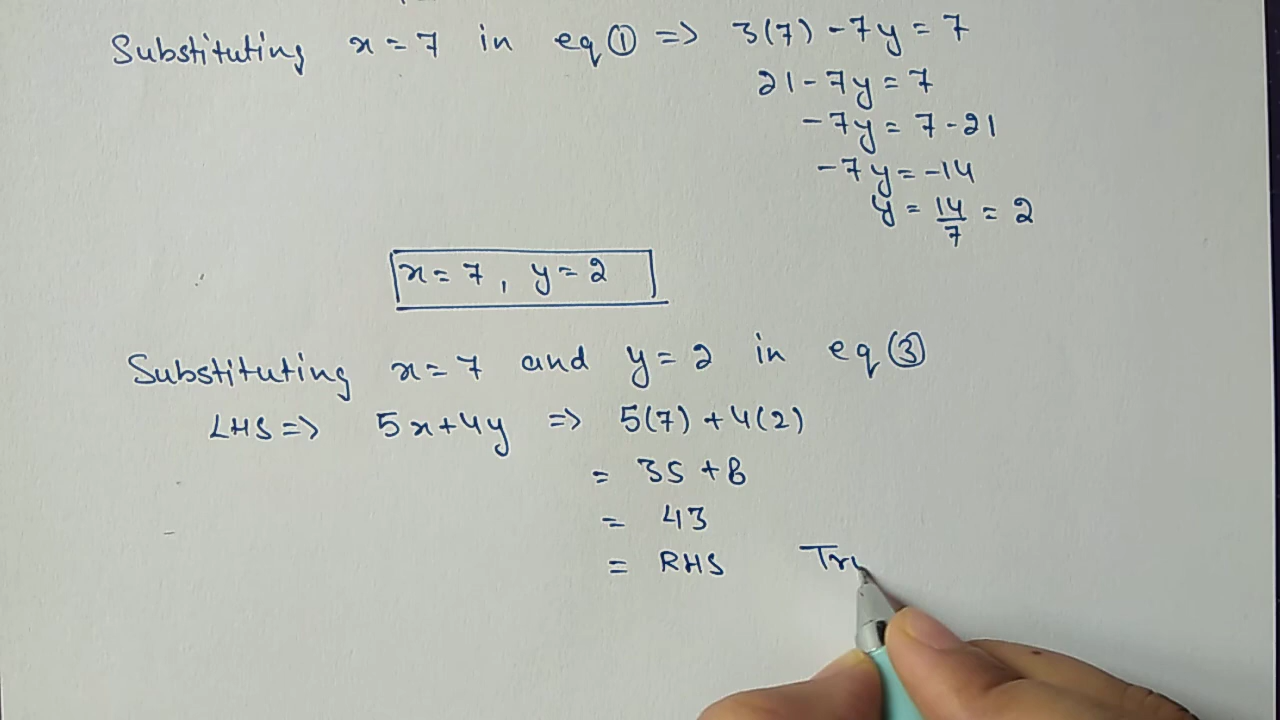 Substituting x = 7 in eq ① => 3(7) - 7y = 7
21 - 7y = 7
-7y = 7 - 21
-7y = -14
y = 14/7 = 2
x = 7, y = 2
Substituting x = 7 and y = 2 in eq ③
LHS => 5x + 4y => 5(7) + 4(2)
= 35 + 8
= 43
= RHS Tru